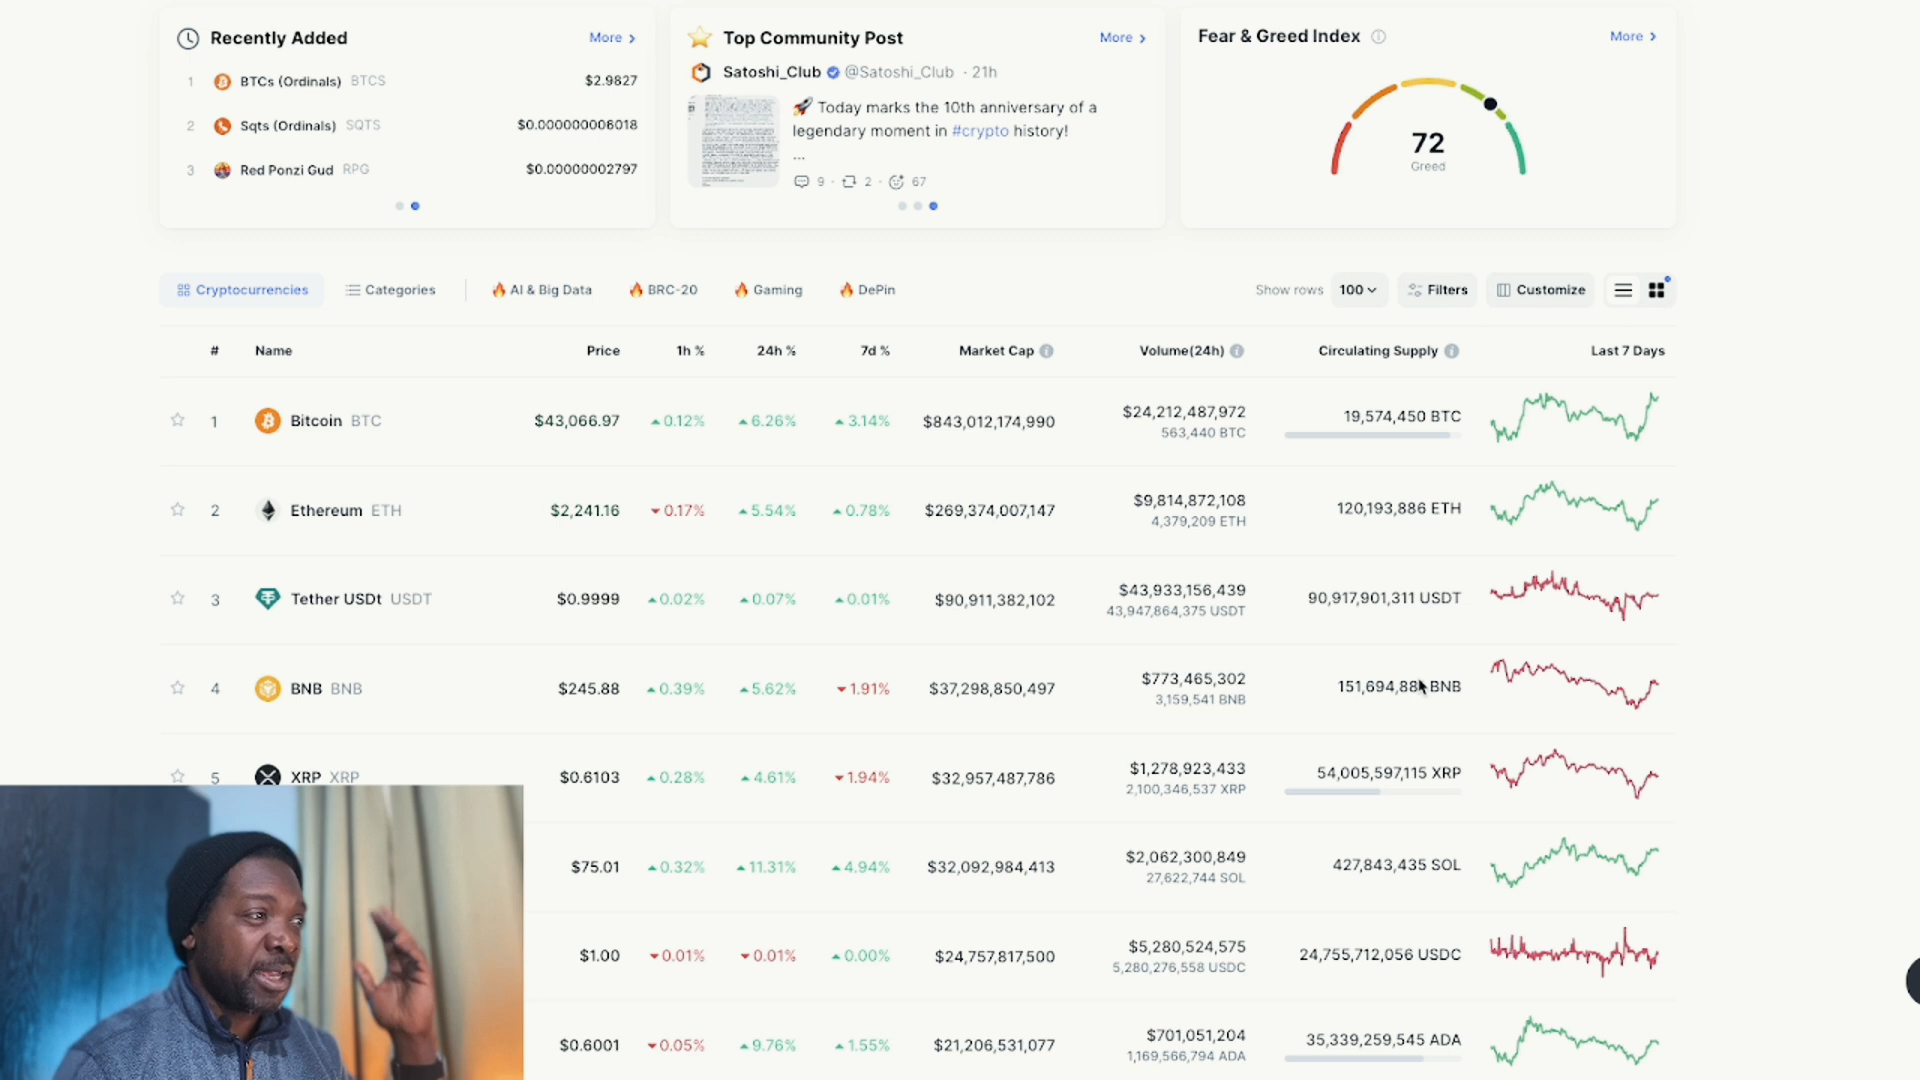 Recently Added
More >
1 BTCs (Ordinals) BTCS $2.9827
2 Sqts (Ordinals) SQTS $0.000000006018
3 Red Ponzi Gud RPG $0.00000002797
Top Community Post
More >
Satoshi_Club @Satoshi_Club · 21h
🚀 Today marks the 10th anniversary of a
legendary moment in #crypto history!
...
9 · 2 · 67
Fear & Greed Index
More >
72
Greed
Cryptocurrencies Categories 🔥 AI & Big Data 🔥 BRC-20 🔥 Gaming 🔥 DePin Show rows 100 Filters Customize
# Name Price 1h % 24h % 7d % Market Cap Volume(24h) Circulating Supply Last 7 Days
1 Bitcoin BTC $43,066.97 0.12% 6.26% 3.14% $843,012,174,990 $24,212,487,972 19,574,450 BTC
563,440 BTC
2 Ethereum ETH $2,241.16 0.17% 5.54% 0.78% $269,374,007,147 $9,814,872,108 120,193,886 ETH
4,379,209 ETH
3 Tether USDt USDT $0.9999 0.02% 0.07% 0.01% $90,911,382,102 $43,933,156,439 90,917,901,311 USDT
43,947,864,375 USDT
4 BNB BNB $245.88 0.39% 5.62% 1.91% $37,298,850,497 $773,465,302 BNB
3,159,541 BNB
5 XRP XRP $0.6103 0.28% 4.61% 1.94% $32,957,487,786 $1,278,923,433 54,005,597,115 XRP
2,100,346,537 XRP
$75.01 0.32% 11.31% 4.94% $32,092,984,413 $2,062,300,849 427,843,435 SOL
27,622,744 SOL
$1.00 0.01% 0.01% 0.00% $24,757,817,500 $5,280,524,575 24,755,712,056 USDC
5,280,276,558 USDC
$0.6001 0.05% 9.76% 1.55% $21,206,531,077 $701,051,204 35,339,259,545 ADA
1,169,566,794 ADA